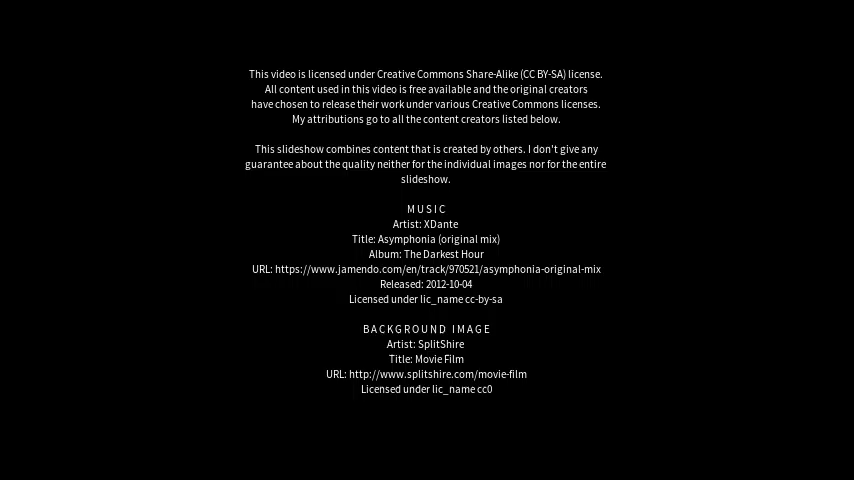 This video is licensed under Creative Commons Share-Alike (CC BY-SA) license.
All content used in this video is free available and the original creators
have chosen to release their work under various Creative Commons licenses.
My attributions go to all the content creators listed below.
This slideshow combines content that is created by others. I don't give any
guarantee about the quality neither for the individual images nor for the entire
slideshow.
MUSIC
Artist: XDante
Title: Asymphonia (original mix)
Album: The Darkest Hour
URL: https://www.jamendo.com/en/track/970521/asymphonia-original-mix
Released: 2012-10-04
Licensed under lic_name cc-by-sa
BACKGROUND IMAGE
Artist: SplitShire
Title: Movie Film
URL: http://www.splitshire.com/movie-film
Licensed under lic_name cc0